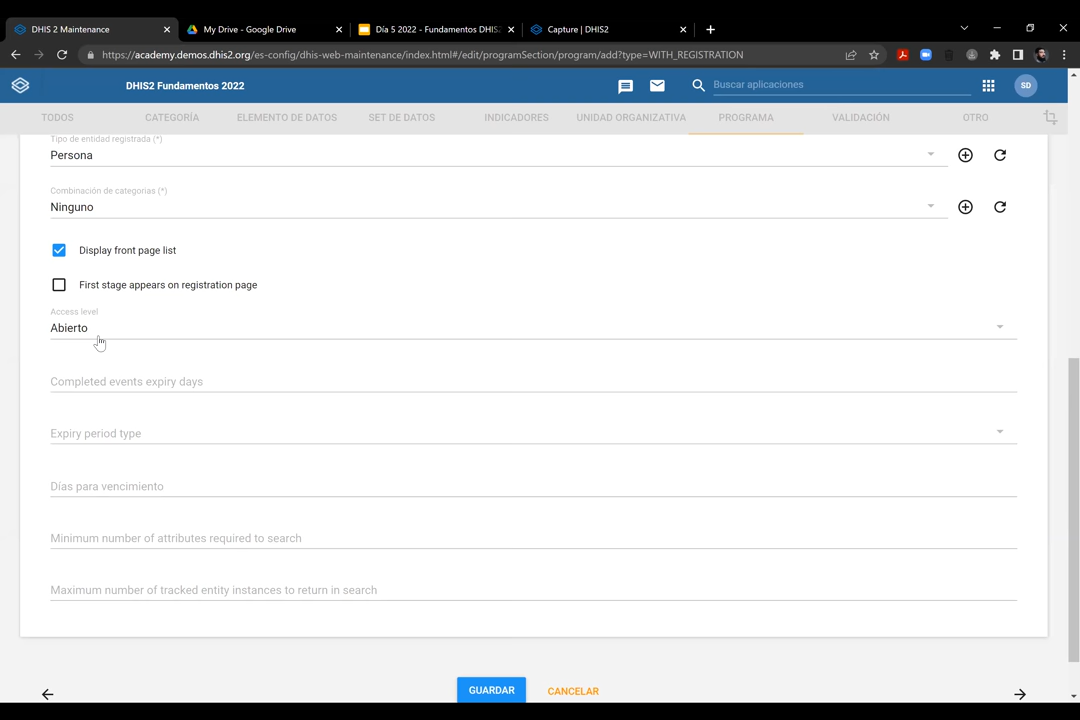 DHIS 2 Maintenance
My Drive - Google Drive
Día 5 2022 - Fundamentos DHIS2
Capture | DHIS2
https://academy.demos.dhis2.org/es-config/dhis-web-maintenance/index.html#/edit/programSection/program/add?type=WITH_REGISTRATION
DHIS2 Fundamentos 2022
Buscar aplicaciones
SD
TODOS CATEGORÍA ELEMENTO DE DATOS SET DE DATOS INDICADORES UNIDAD ORGANIZATIVA PROGRAMA VALIDACIÓN OTRO
Tipo de entidad registrada (*)
Persona
Combinación de categorias (*)
Ninguno
Display front page list
First stage appears on registration page
Access level
Abierto
Completed events expiry days
Expiry period type
Días para vencimiento
Minimum number of attributes required to search
Maximum number of tracked entity instances to return in search
GUARDAR CANCELAR